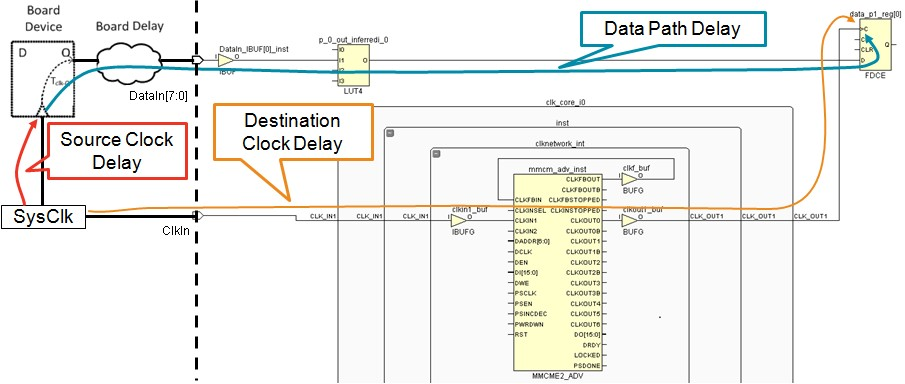 Board
Device
Board Delay
D
Q
Tclk-Q
DataIn[7:0]
DataIn_IBUF[0]_inst
I
O
IBUF
p_0_out_inferredi_0
I0
I1
I2
I3
O
LUT4
Data Path Delay
data_p1_reg[0]
C
CLR
D
Q
FDCE
Source Clock
Delay
Destination
Clock Delay
SysClk
ClkIn
clk_core_i0
inst
clknetwork_int
mmcm_adv_inst
CLKFBIN
CLKINSEL
CLKIN1
CLKIN2
DADDR[6:0]
DCLK
DEN
DI[15:0]
DWE
PSCLK
PSEN
PSINCDEC
PWRDWN
RST
CLKFBOUT
CLKFBOUTB
CLKFBSTOPPED
CLKINSTOPPED
CLKOUT0
CLKOUT0B
CLKOUT1
CLKOUT1B
CLKOUT2
CLKOUT2B
CLKOUT3
CLKOUT3B
CLKOUT4
CLKOUT5
CLKOUT6
DO[15:0]
DRDY
LOCKED
PSDONE
MMCME2_ADV
clkf_buf
I
O
BUFG
CLK_IN1
CLK_IN1
CLK_IN1
clkin1_buf
I
O
IBUFG
clkout1_buf
I
O
BUFG
CLK_OUT1
CLK_OUT1
CLK_OUT1